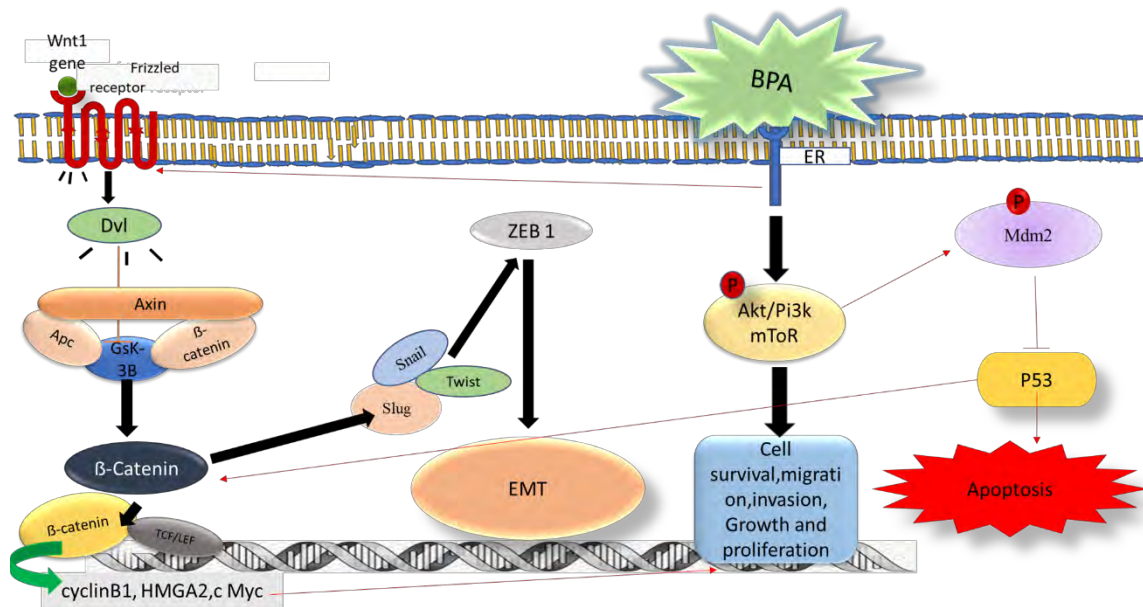 Wnt1
gene
Frizzled
receptor
BPA
ER
Dvl
ZEB 1
P
Mdm2
Axin
Apc
GsK-
3B
ß-
catenin
P
Akt/Pi3k
mToR
Snail
Twist
Slug
P53
ß-Catenin
EMT
Cell
survival,migrati
on,invasion,
Growth and
proliferation
Apoptosis
ß-catenin
TCF/LEF
cyclinB1, HMGA2,c Myc